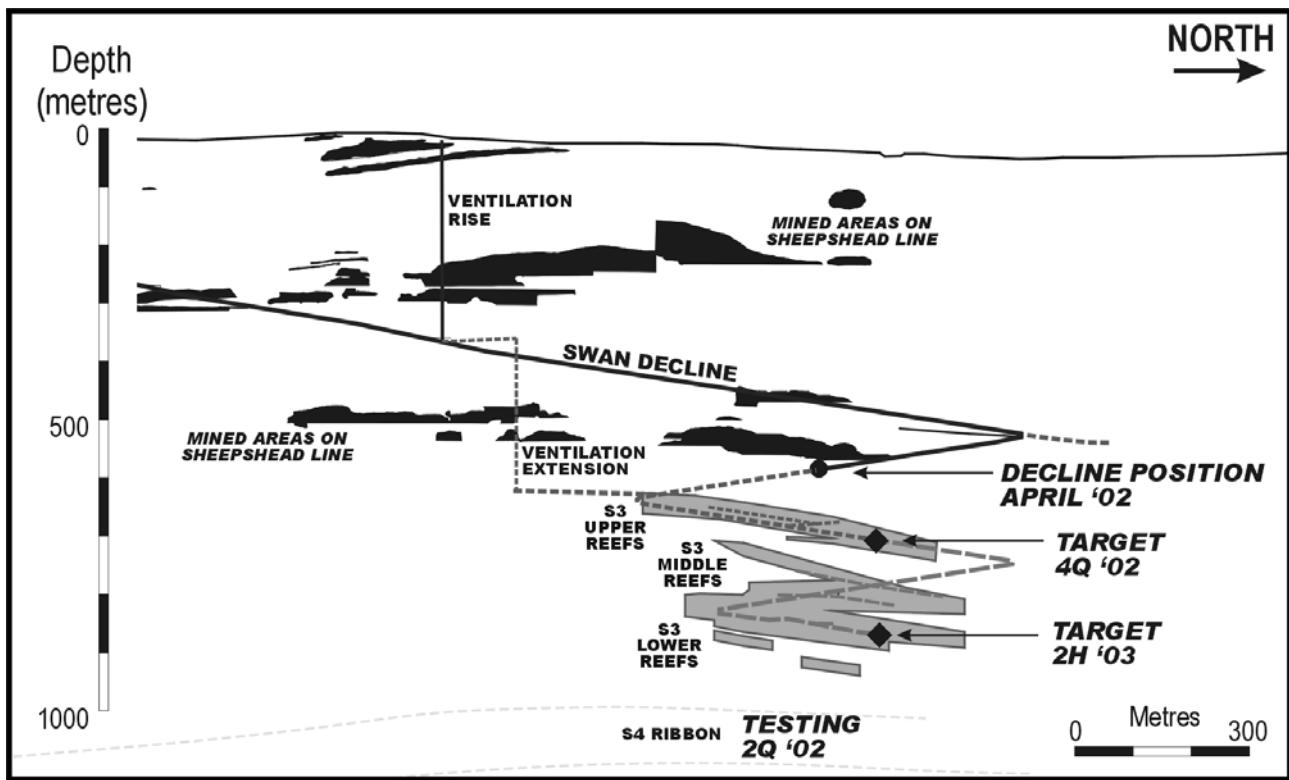 NORTH
Depth
(metres)
0
VENTILATION
RISE
MINED AREAS ON
SHEEPSHEAD LINE
SWAN DECLINE
500
MINED AREAS ON
SHEEPSHEAD LINE
VENTILATION
EXTENSION
DECLINE POSITION
APRIL ‘02
S3
UPPER
REEFS
TARGET
4Q ‘02
S3
MIDDLE
REEFS
S3
LOWER
REEFS
TARGET
2H ‘03
1000
S4 RIBBON
TESTING
2Q ‘02
Metres
0 300